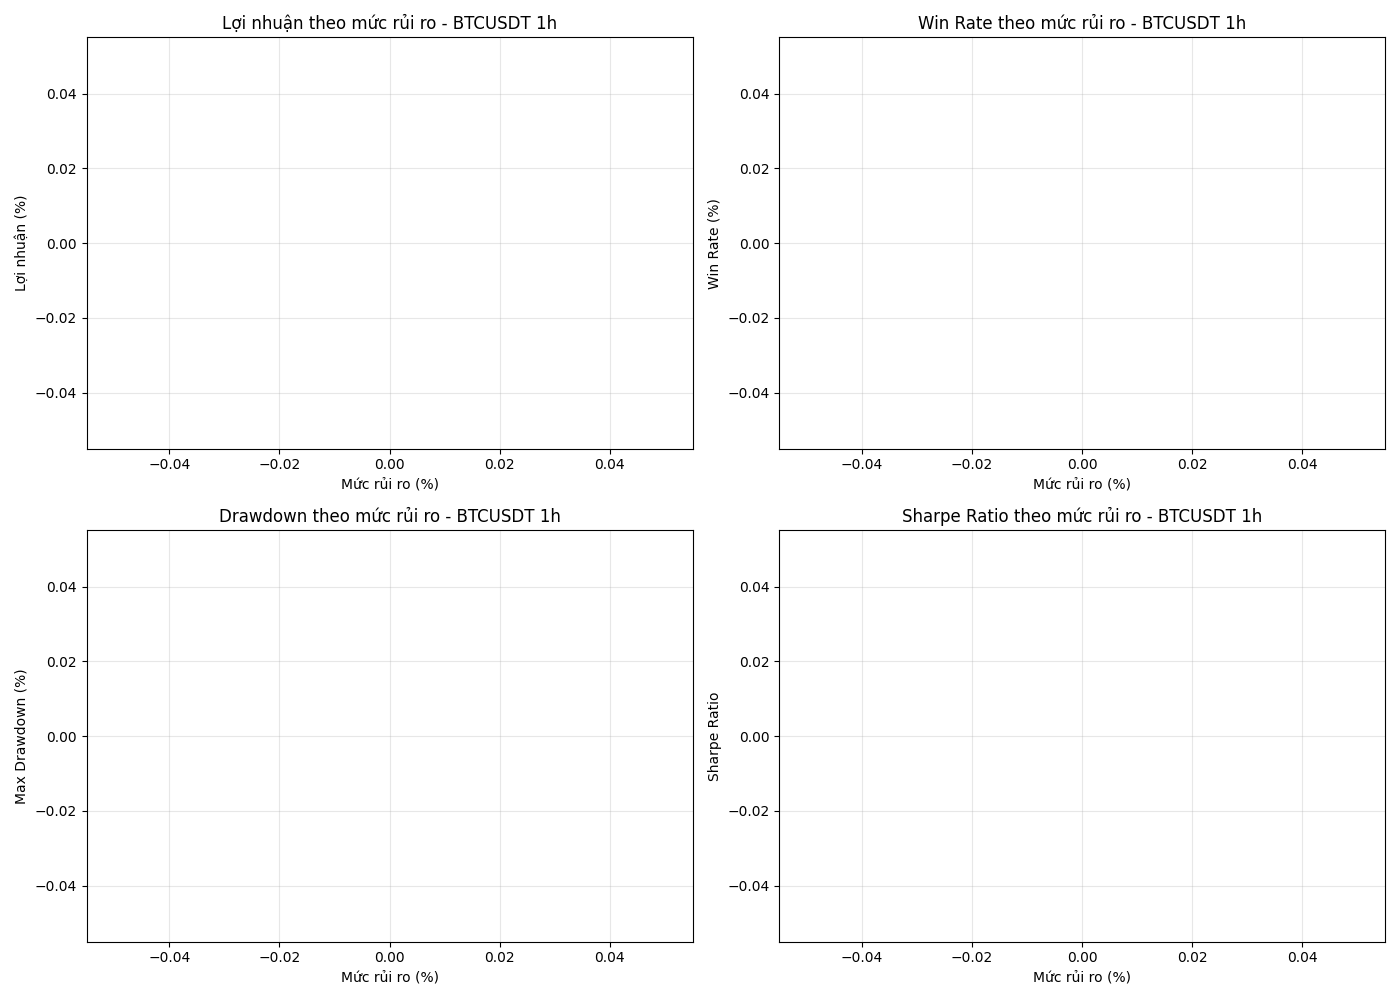 Lợi nhuận theo mức rủi ro - BTCUSDT 1h
Lợi nhuận (%)
0.04
0.02
0.00
−0.02
−0.04
−0.04 −0.02 0.00 0.02 0.04
Mức rủi ro (%)
Win Rate theo mức rủi ro - BTCUSDT 1h
Win Rate (%)
0.04
0.02
0.00
−0.02
−0.04
−0.04 −0.02 0.00 0.02 0.04
Mức rủi ro (%)
Drawdown theo mức rủi ro - BTCUSDT 1h
Max Drawdown (%)
0.04
0.02
0.00
−0.02
−0.04
−0.04 −0.02 0.00 0.02 0.04
Mức rủi ro (%)
Sharpe Ratio theo mức rủi ro - BTCUSDT 1h
Sharpe Ratio
0.04
0.02
0.00
−0.02
−0.04
−0.04 −0.02 0.00 0.02 0.04
Mức rủi ro (%)